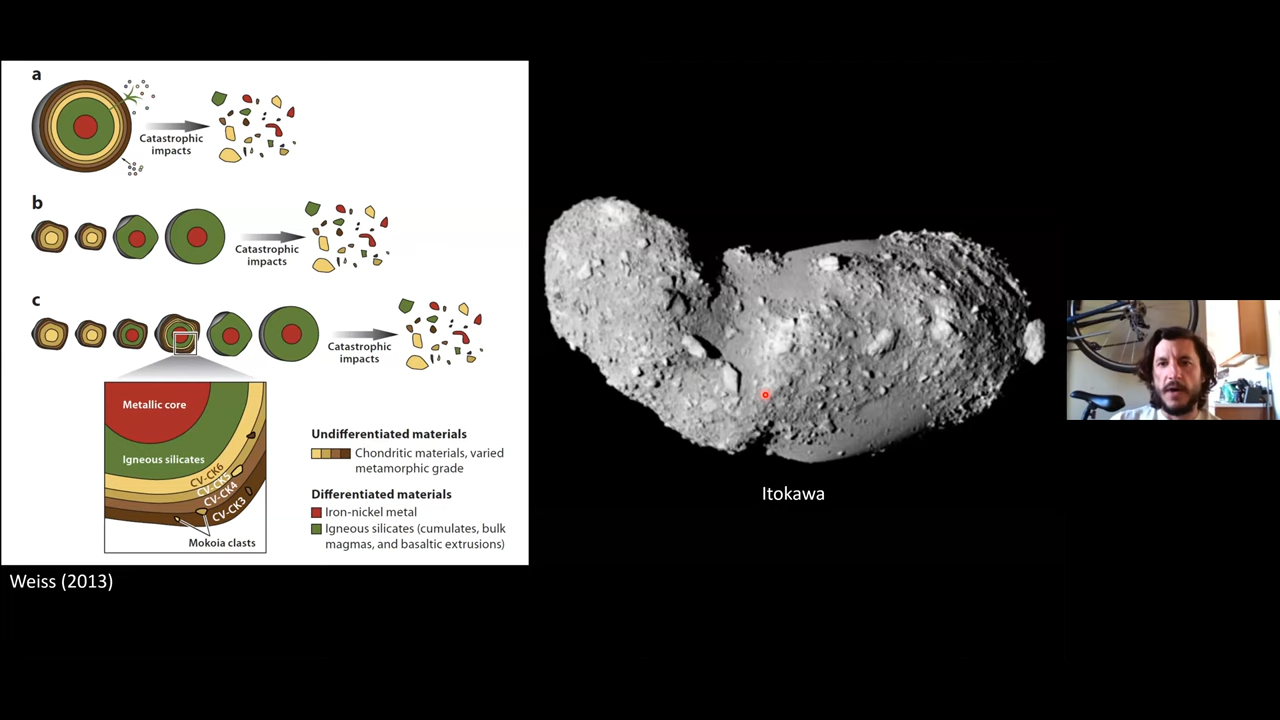 a
Catastrophic
impacts
b
Catastrophic
impacts
c
Catastrophic
impacts
Metallic core
Igneous silicates
CV-CK6
CV-CK5
CV-CK4
CV-CK3
Mokoia clasts
Undifferentiated materials
Chondritic materials, varied
metamorphic grade
Differentiated materials
Iron-nickel metal
Igneous silicates (cumulates, bulk
magmas, and basaltic extrusions)
Weiss (2013)
Itokawa